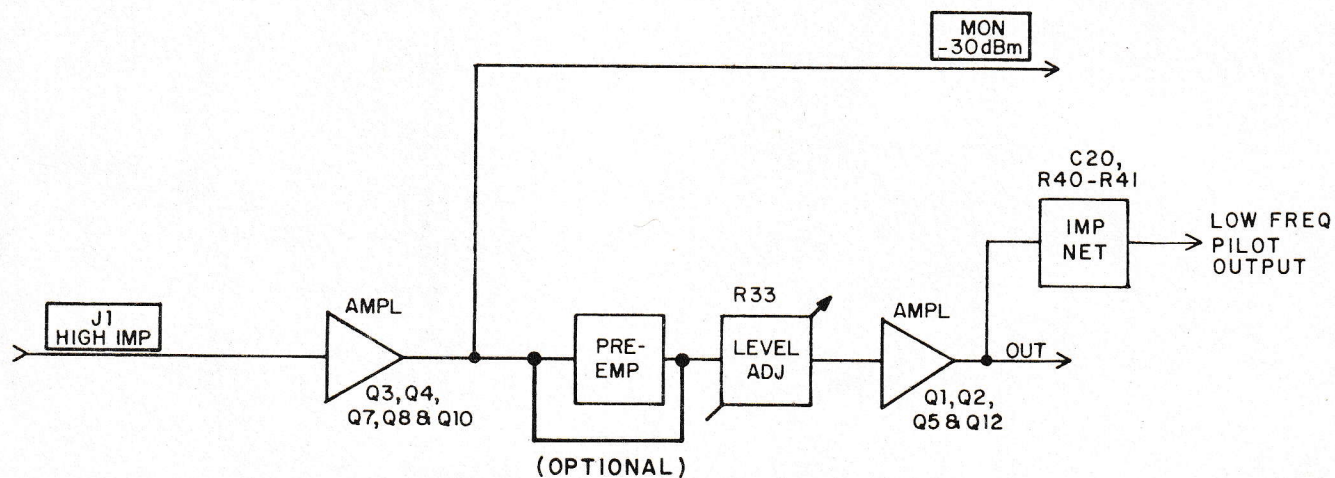 MON
-30dBm
C20,
R40-R41
IMP
NET
LOW FREQ
PILOT
OUTPUT
J1
HIGH IMP
AMPL
Q3, Q4,
Q7, Q8 & Q10
PRE-
EMP
(OPTIONAL)
R33
LEVEL
ADJ
AMPL
Q1, Q2,
Q5 & Q12
OUT